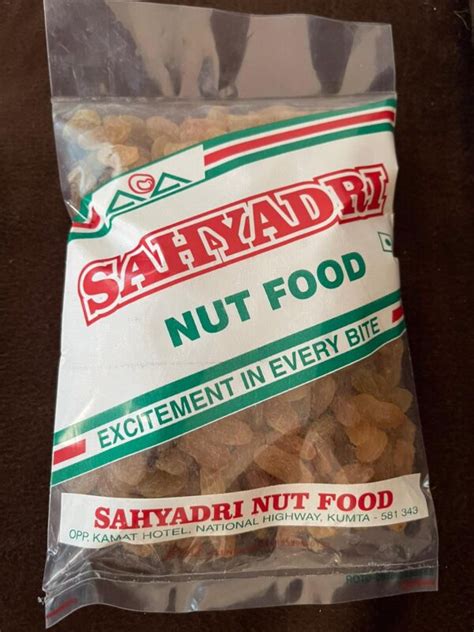 SAHYADRI
NUT FOOD
EXCITEMENT IN EVERY BITE
SAHYADRI NUT FOOD
OPP. KAMAT HOTEL, NATIONAL HIGHWAY, KUMTA - 581 343